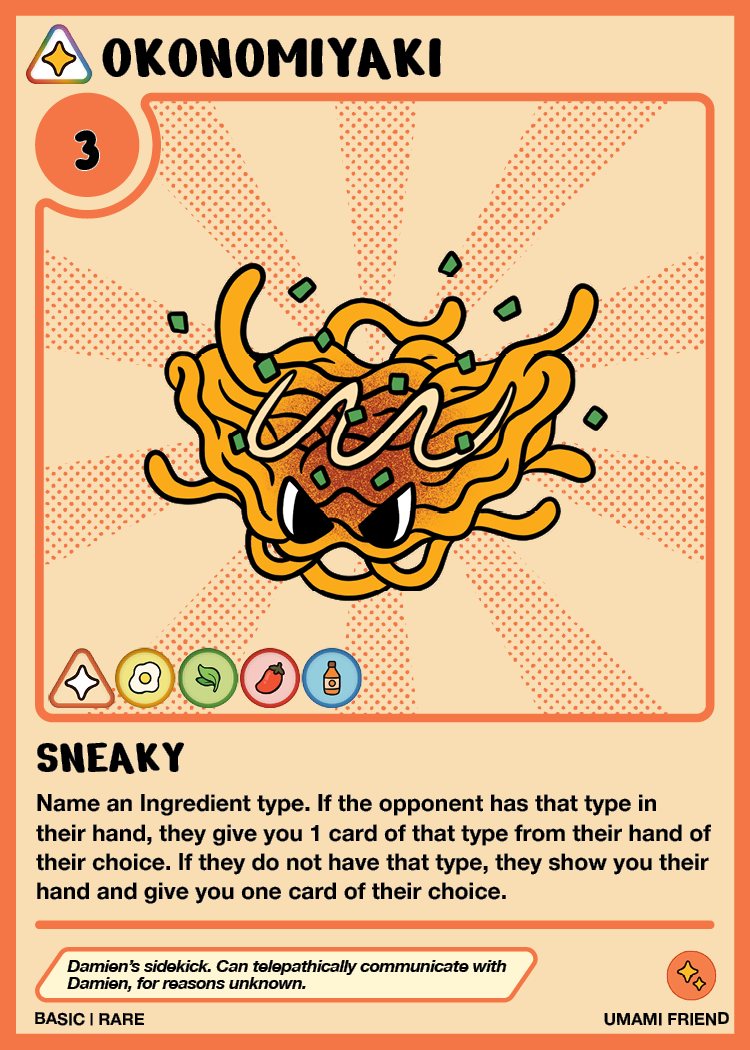 OKONOMIYAKI
3
SNEAKY
Name an Ingredient type. If the opponent has that type in
their hand, they give you 1 card of that type from their hand of
their choice. If they do not have that type, they show you their
hand and give you one card of their choice.
Damien's sidekick. Can telepathically communicate with
Damien, for reasons unknown.
BASIC | RARE
UMAMI FRIEND